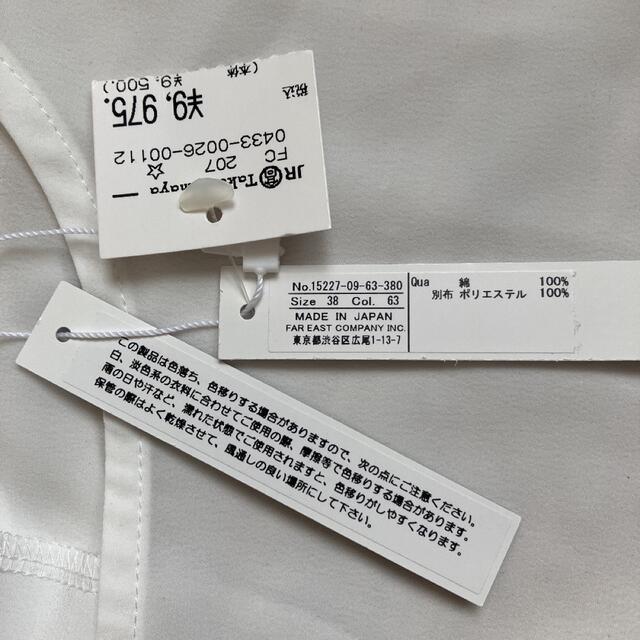 JR Takashimaya
207
FC
0433-0026-00112
¥9,975.
税込
(本体
¥9,500.)
No.15227-09-63-380
Size 38 Col. 63
MADE IN JAPAN
FAR EAST COMPANY INC.
東京都渋谷区広尾1-13-7
Qua 綿 100%
別布 ポリエステル 100%
この製品は色落ち、色移りする場合がありますので、次の点にご注意ください。
白、淡色系の衣料に合わせてご使用の際、摩擦等で色移りする場合があります。
雨の日や汗など、濡れた状態でご使用されますと、色移りがしやすくなります。
保管の際はよく乾燥させて、風通しの良い場所にして下さい。